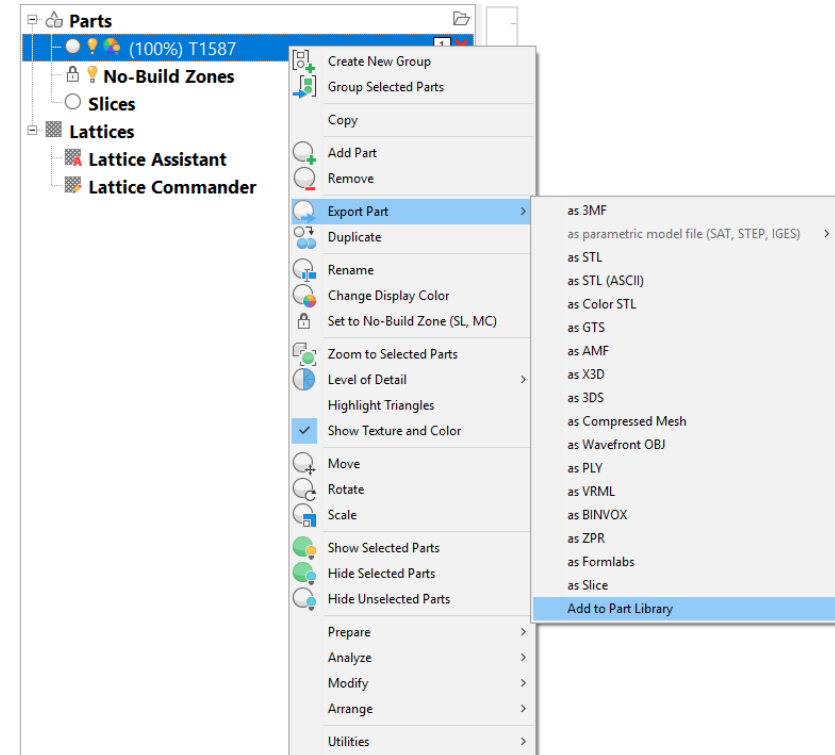 Parts
(100%) T1587
1
No-Build Zones
Slices
Lattices
Lattice Assistant
Lattice Commander
Create New Group
Group Selected Parts
Copy
Add Part
Remove
Export Part
Duplicate
Rename
Change Display Color
Set to No-Build Zone (SL, MC)
Zoom to Selected Parts
Level of Detail
Highlight Triangles
Show Texture and Color
Move
Rotate
Scale
Show Selected Parts
Hide Selected Parts
Hide Unselected Parts
Prepare
Analyze
Modify
Arrange
Utilities
as 3MF
as parametric model file (SAT, STEP, IGES)
as STL
as STL (ASCII)
as Color STL
as GTS
as AMF
as X3D
as 3DS
as Compressed Mesh
as Wavefront OBJ
as PLY
as VRML
as BINVOX
as ZPR
as Formlabs
as Slice
Add to Part Library